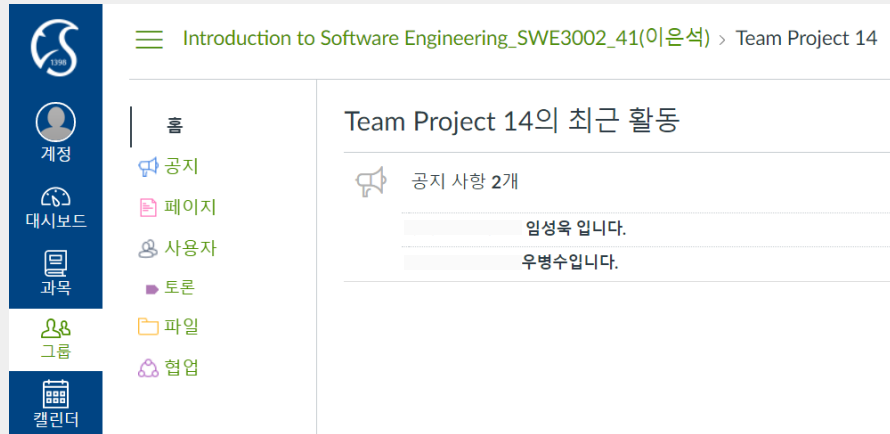 1398
Introduction to Software Engineering_SWE3002_41(이은석) > Team Project 14
계정
대시보드
과목
그룹
캘린더
홈
공지
페이지
사용자
토론
파일
협업
Team Project 14의 최근 활동
공지 사항 2개
임성욱 입니다.
우병수입니다.